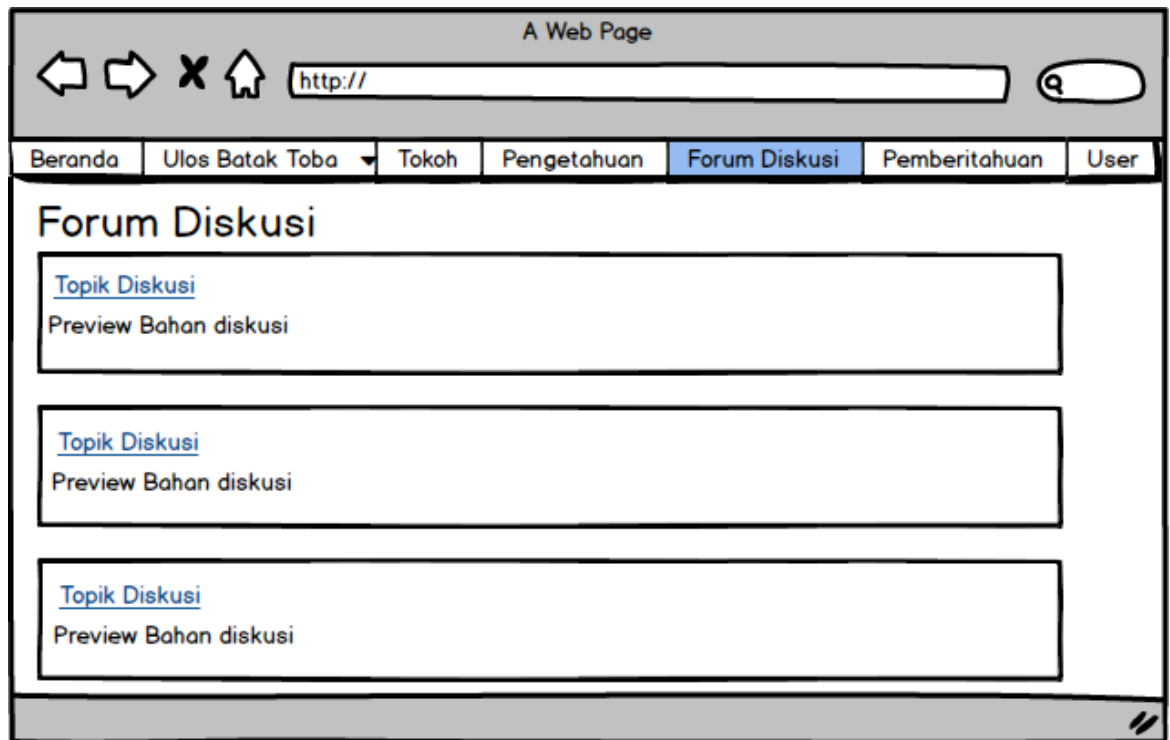 A Web Page
http://
Beranda Ulos Batak Toba Tokoh Pengetahuan Forum Diskusi Pemberitahuan User
Forum Diskusi
Topik Diskusi
Preview Bahan diskusi
Topik Diskusi
Preview Bahan diskusi
Topik Diskusi
Preview Bahan diskusi